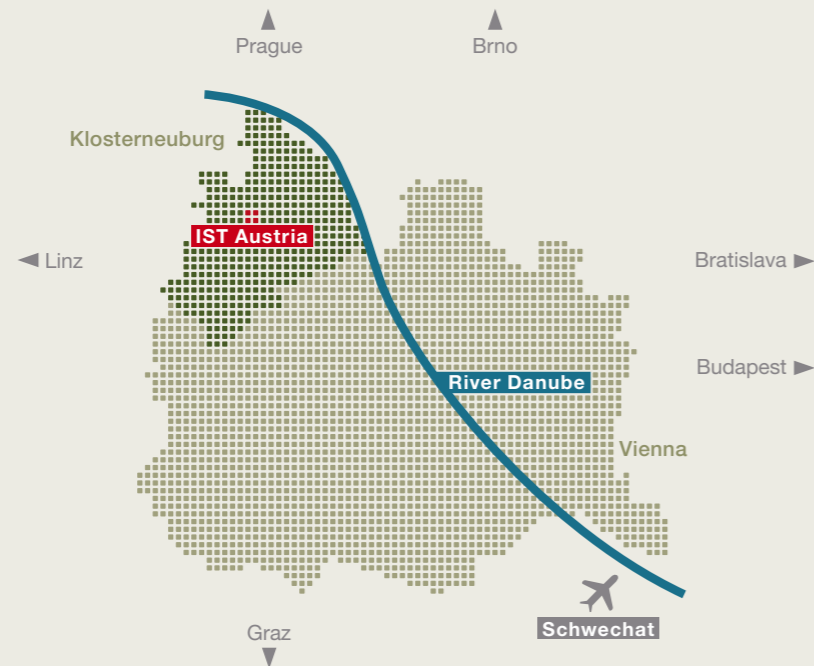 Prague
Brno
Klosterneuburg
IST Austria
Linz
Bratislava
Budapest
River Danube
Vienna
Schwechat
Graz